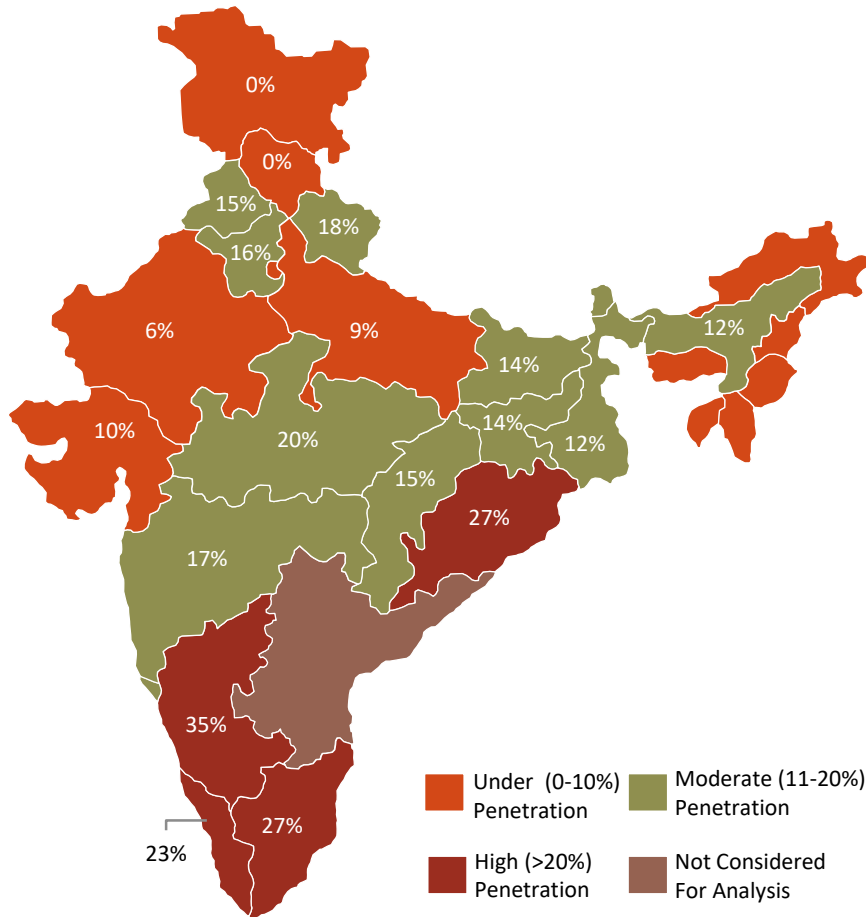 0%
0%
15%
18%
16%
6%
9%
12%
14%
10%
14%
20%
12%
15%
27%
17%
35%
27%
23%
Under (0-10%)
Penetration
Moderate (11-20%)
Penetration
High (>20%)
Penetration
Not Considered
For Analysis